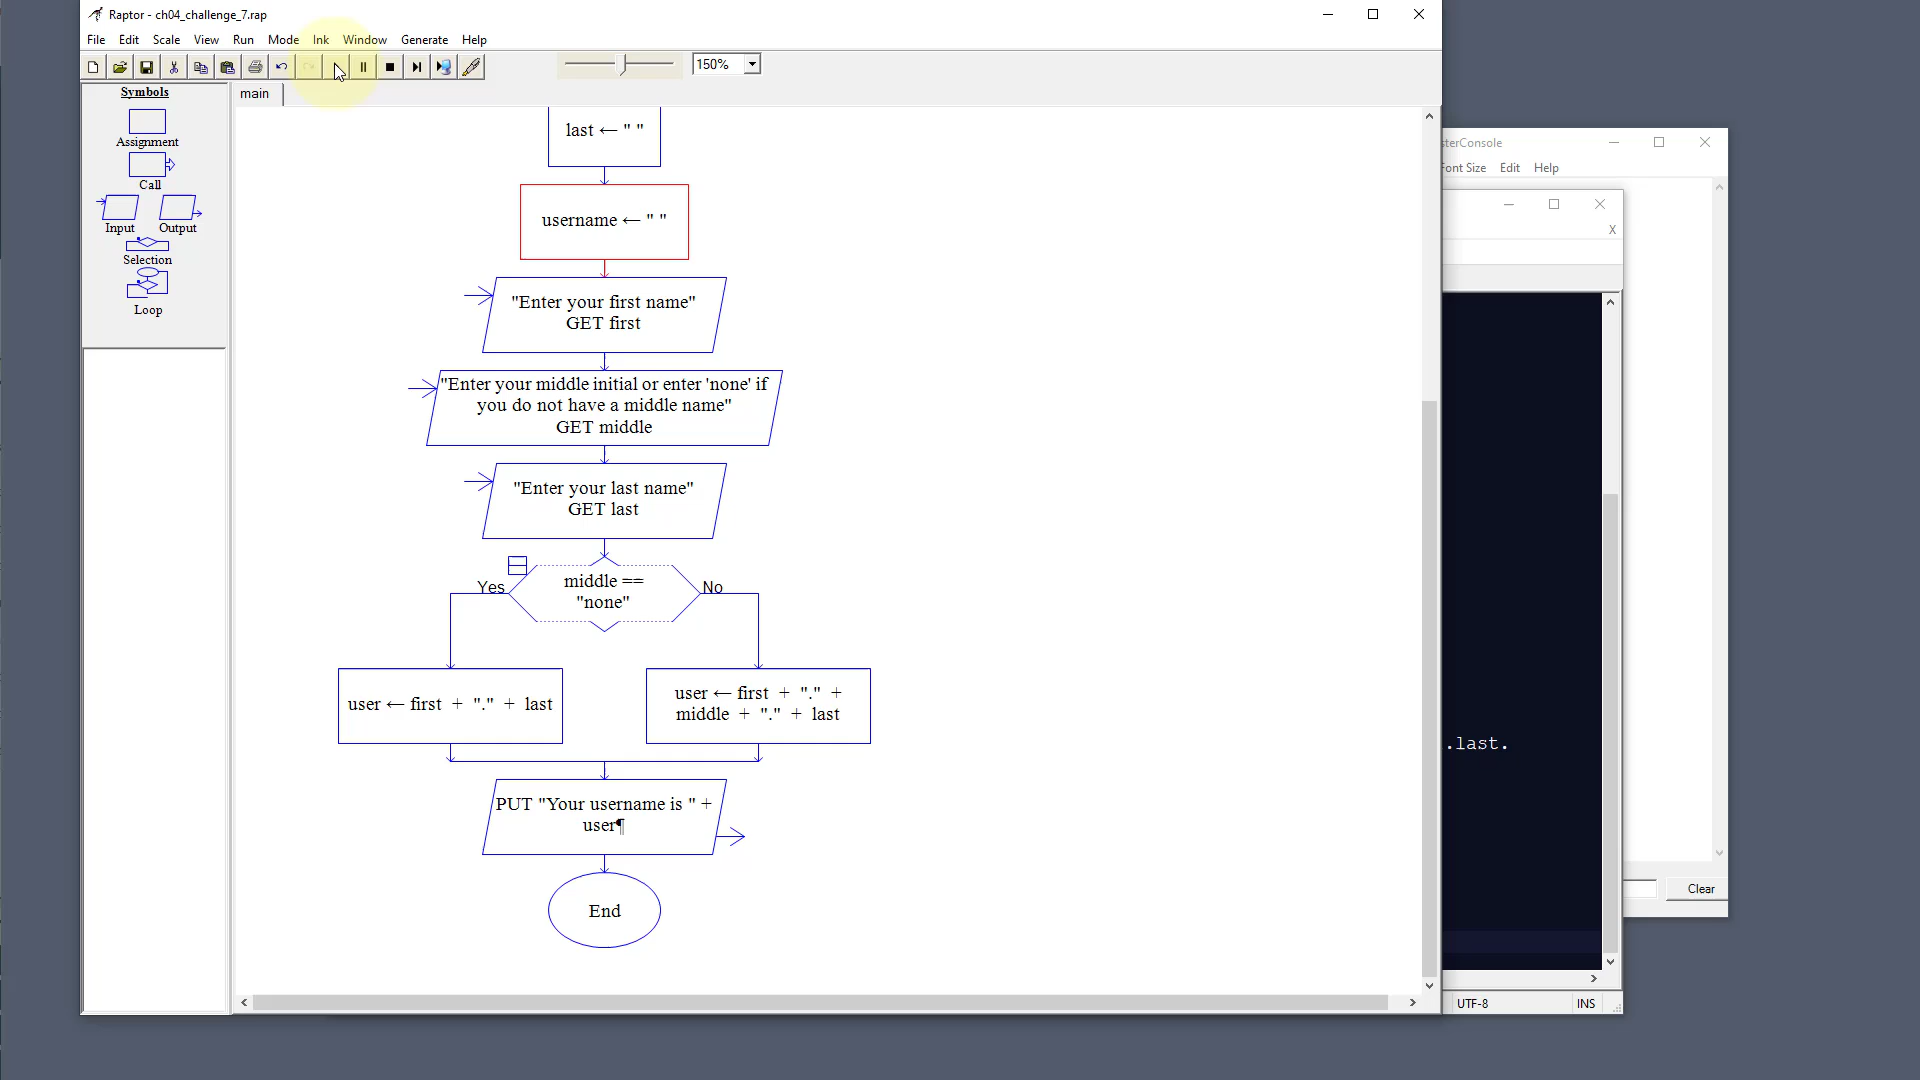 Raptor - ch04_challenge_7.rap
File Edit Scale View Run Mode Ink Window Generate Help
150%
Symbols
Assignment
Call
Input Output
Selection
Loop
main
last ← " "
username ← " "
"Enter your first name"
GET first
"Enter your middle initial or enter 'none' if
you do not have a middle name"
GET middle
"Enter your last name"
GET last
Yes
middle ==
"none"
No
user ← first + "." + last
user ← first + "." +
middle + "." + last
PUT "Your username is " +
user¶
End
sterConsole
Font Size Edit Help
X
.last.
Clear
UTF-8 INS